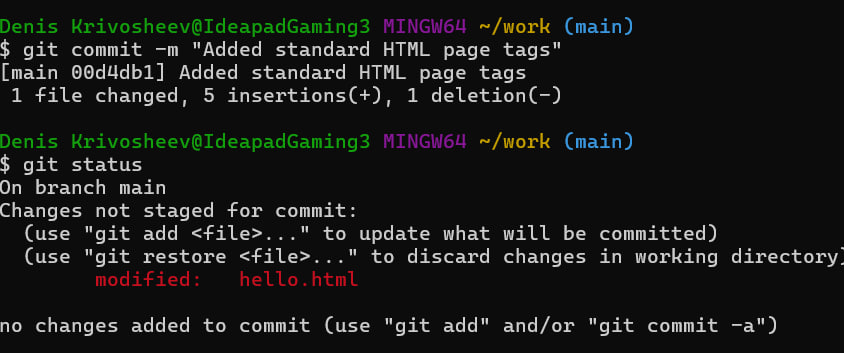 Denis Krivosheev@IdeapadGaming3 MINGW64 ~/work (main)
$ git commit -m "Added standard HTML page tags"
[main 00d4db1] Added standard HTML page tags
 1 file changed, 5 insertions(+), 1 deletion(-)

Denis Krivosheev@IdeapadGaming3 MINGW64 ~/work (main)
$ git status
On branch main
Changes not staged for commit:
  (use "git add <file>..." to update what will be committed)
  (use "git restore <file>..." to discard changes in working directory)
        modified:   hello.html

no changes added to commit (use "git add" and/or "git commit -a")